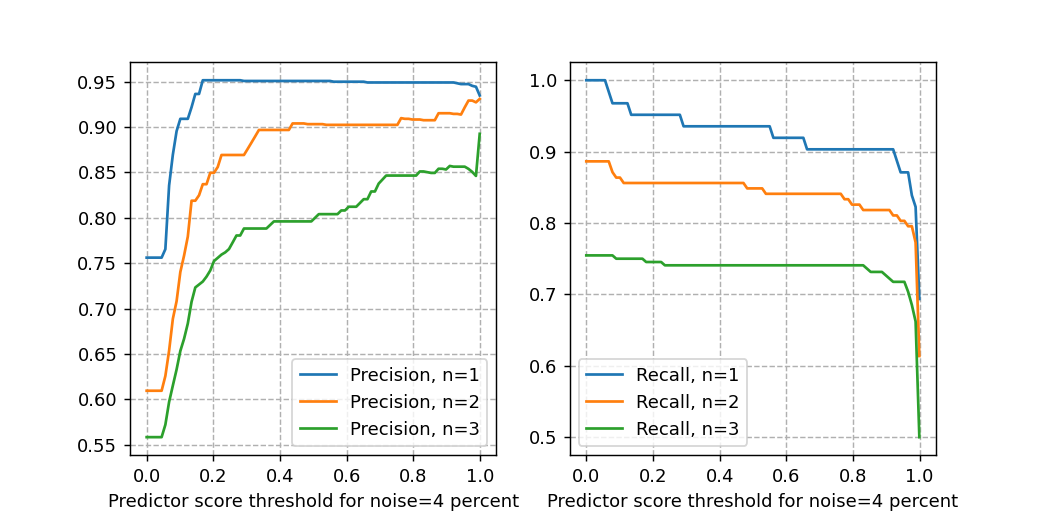 0.95
0.90
0.85
0.80
0.75
0.70
0.65
0.60
0.55
Precision, n=1
Precision, n=2
Precision, n=3
0.0 0.2 0.4 0.6 0.8 1.0
Predictor score threshold for noise=4 percent
1.0
0.9
0.8
0.7
0.6
0.5
Recall, n=1
Recall, n=2
Recall, n=3
0.0 0.2 0.4 0.6 0.8 1.0
Predictor score threshold for noise=4 percent